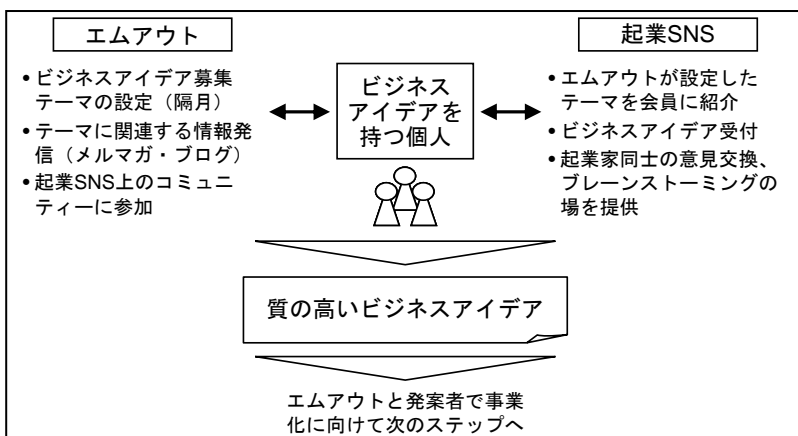 エムアウト
•ビジネスアイデア募集
テーマの設定（隔月）
•テーマに関連する情報発
信（メルマガ・ブログ）
•起業SNS上のコミュニ
ティーに参加
ビジネス
アイデアを
持つ個人
起業SNS
•エムアウトが設定した
テーマを会員に紹介
•ビジネスアイデア受付
•起業家同士の意見交換、
ブレーンストーミングの
場を提供
質の高いビジネスアイデア
エムアウトと発案者で事業
化に向けて次のステップへ